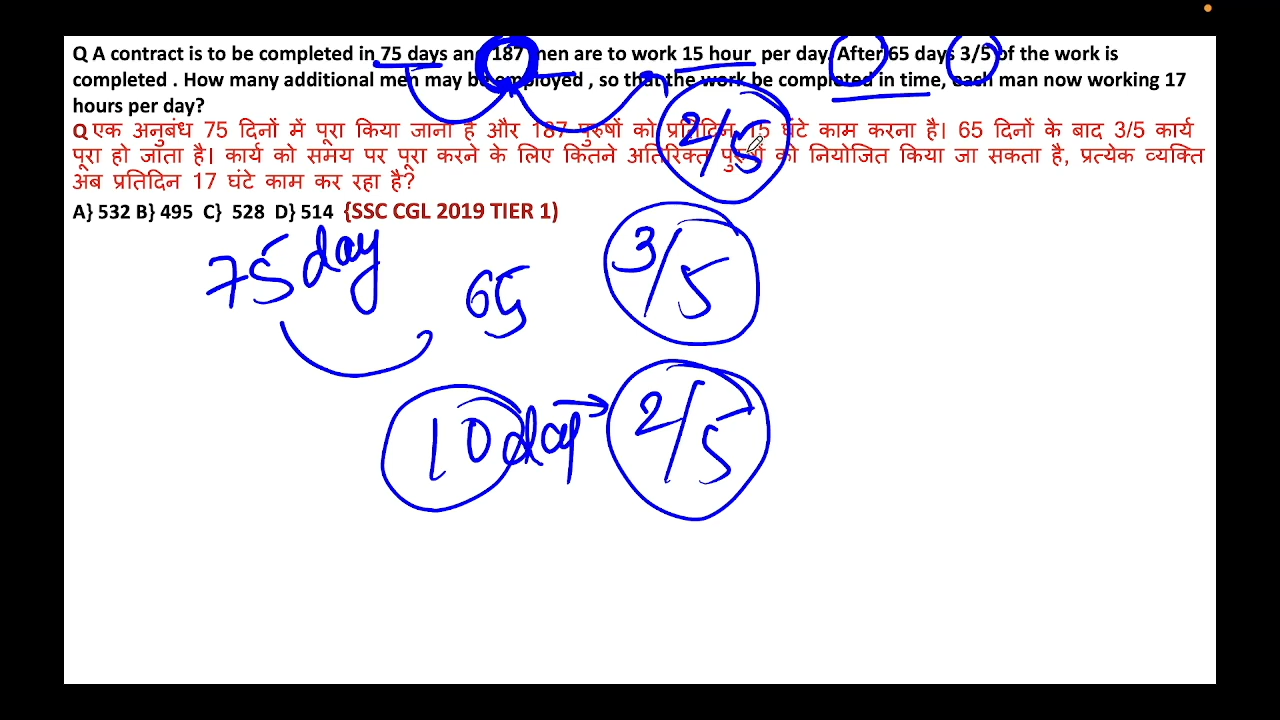 Q A contract is to be completed in 75 days and 187 men are to work 15 hour per day. After 65 days 3/5 of the work is
completed . How many additional men may be employed , so that the work be completed in time, each man now working 17
hours per day?
Q एक अनुबंध 75 दिनों में पूरा किया जाना है और 187 पुरुषों को प्रतिदिन 15 घंटे काम करना है। 65 दिनों के बाद 3/5 कार्य
पूरा हो जाता है। कार्य को समय पर पूरा करने के लिए कितने अतिरिक्त पुरुषों को नियोजित किया जा सकता है, प्रत्येक व्यक्ति
अब प्रतिदिन 17 घंटे काम कर रहा है?
2/5
A} 532 B} 495 C} 528 D} 514 {SSC CGL 2019 TIER 1)
75 day 65 3/5
10 day → 2/5